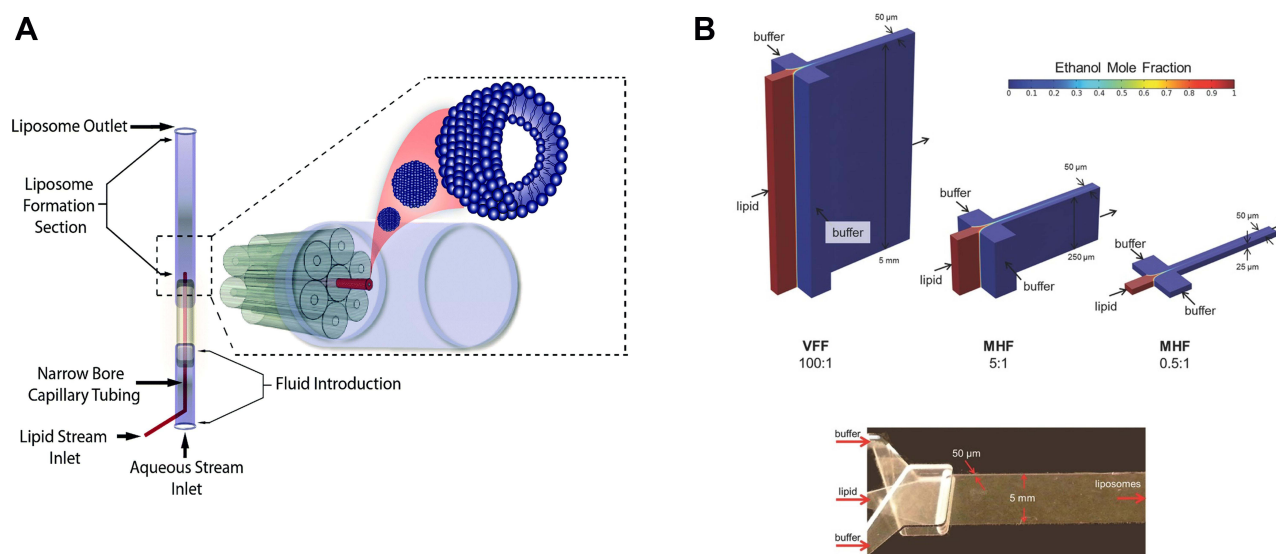 A
Liposome Outlet
Liposome
Formation
Section
Narrow Bore
Capillary Tubing
Fluid Introduction
Lipid Stream
Inlet
Aqueous Stream
Inlet
B
buffer
50 µm
lipid
buffer
5 mm
Ethanol Mole Fraction
0 0.1 0.2 0.3 0.4 0.5 0.6 0.7 0.8 0.9 1
buffer
50 µm
lipid
250 µm
buffer
buffer
50 µm
25 µm
lipid
buffer
VFF
100:1
MHF
5:1
MHF
0.5:1
buffer
50 µm
lipid
5 mm
liposomes
buffer